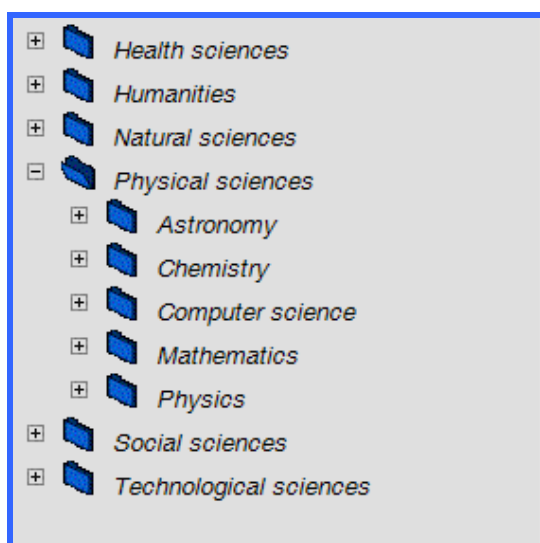 Health sciences
Humanities
Natural sciences
Physical sciences
Astronomy
Chemistry
Computer science
Mathematics
Physics
Social sciences
Technological sciences